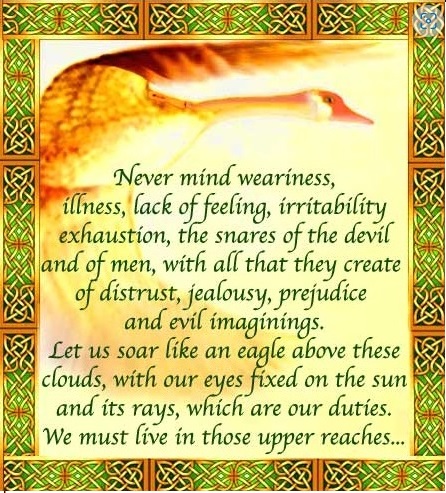 Never mind weariness,
illness, lack of feeling, irritability
exhaustion, the snares of the devil
and of men, with all that they create
of distrust, jealousy, prejudice
and evil imaginings.
Let us soar like an eagle above these
clouds, with our eyes fixed on the sun
and its rays, which are our duties.
We must live in those upper reaches...